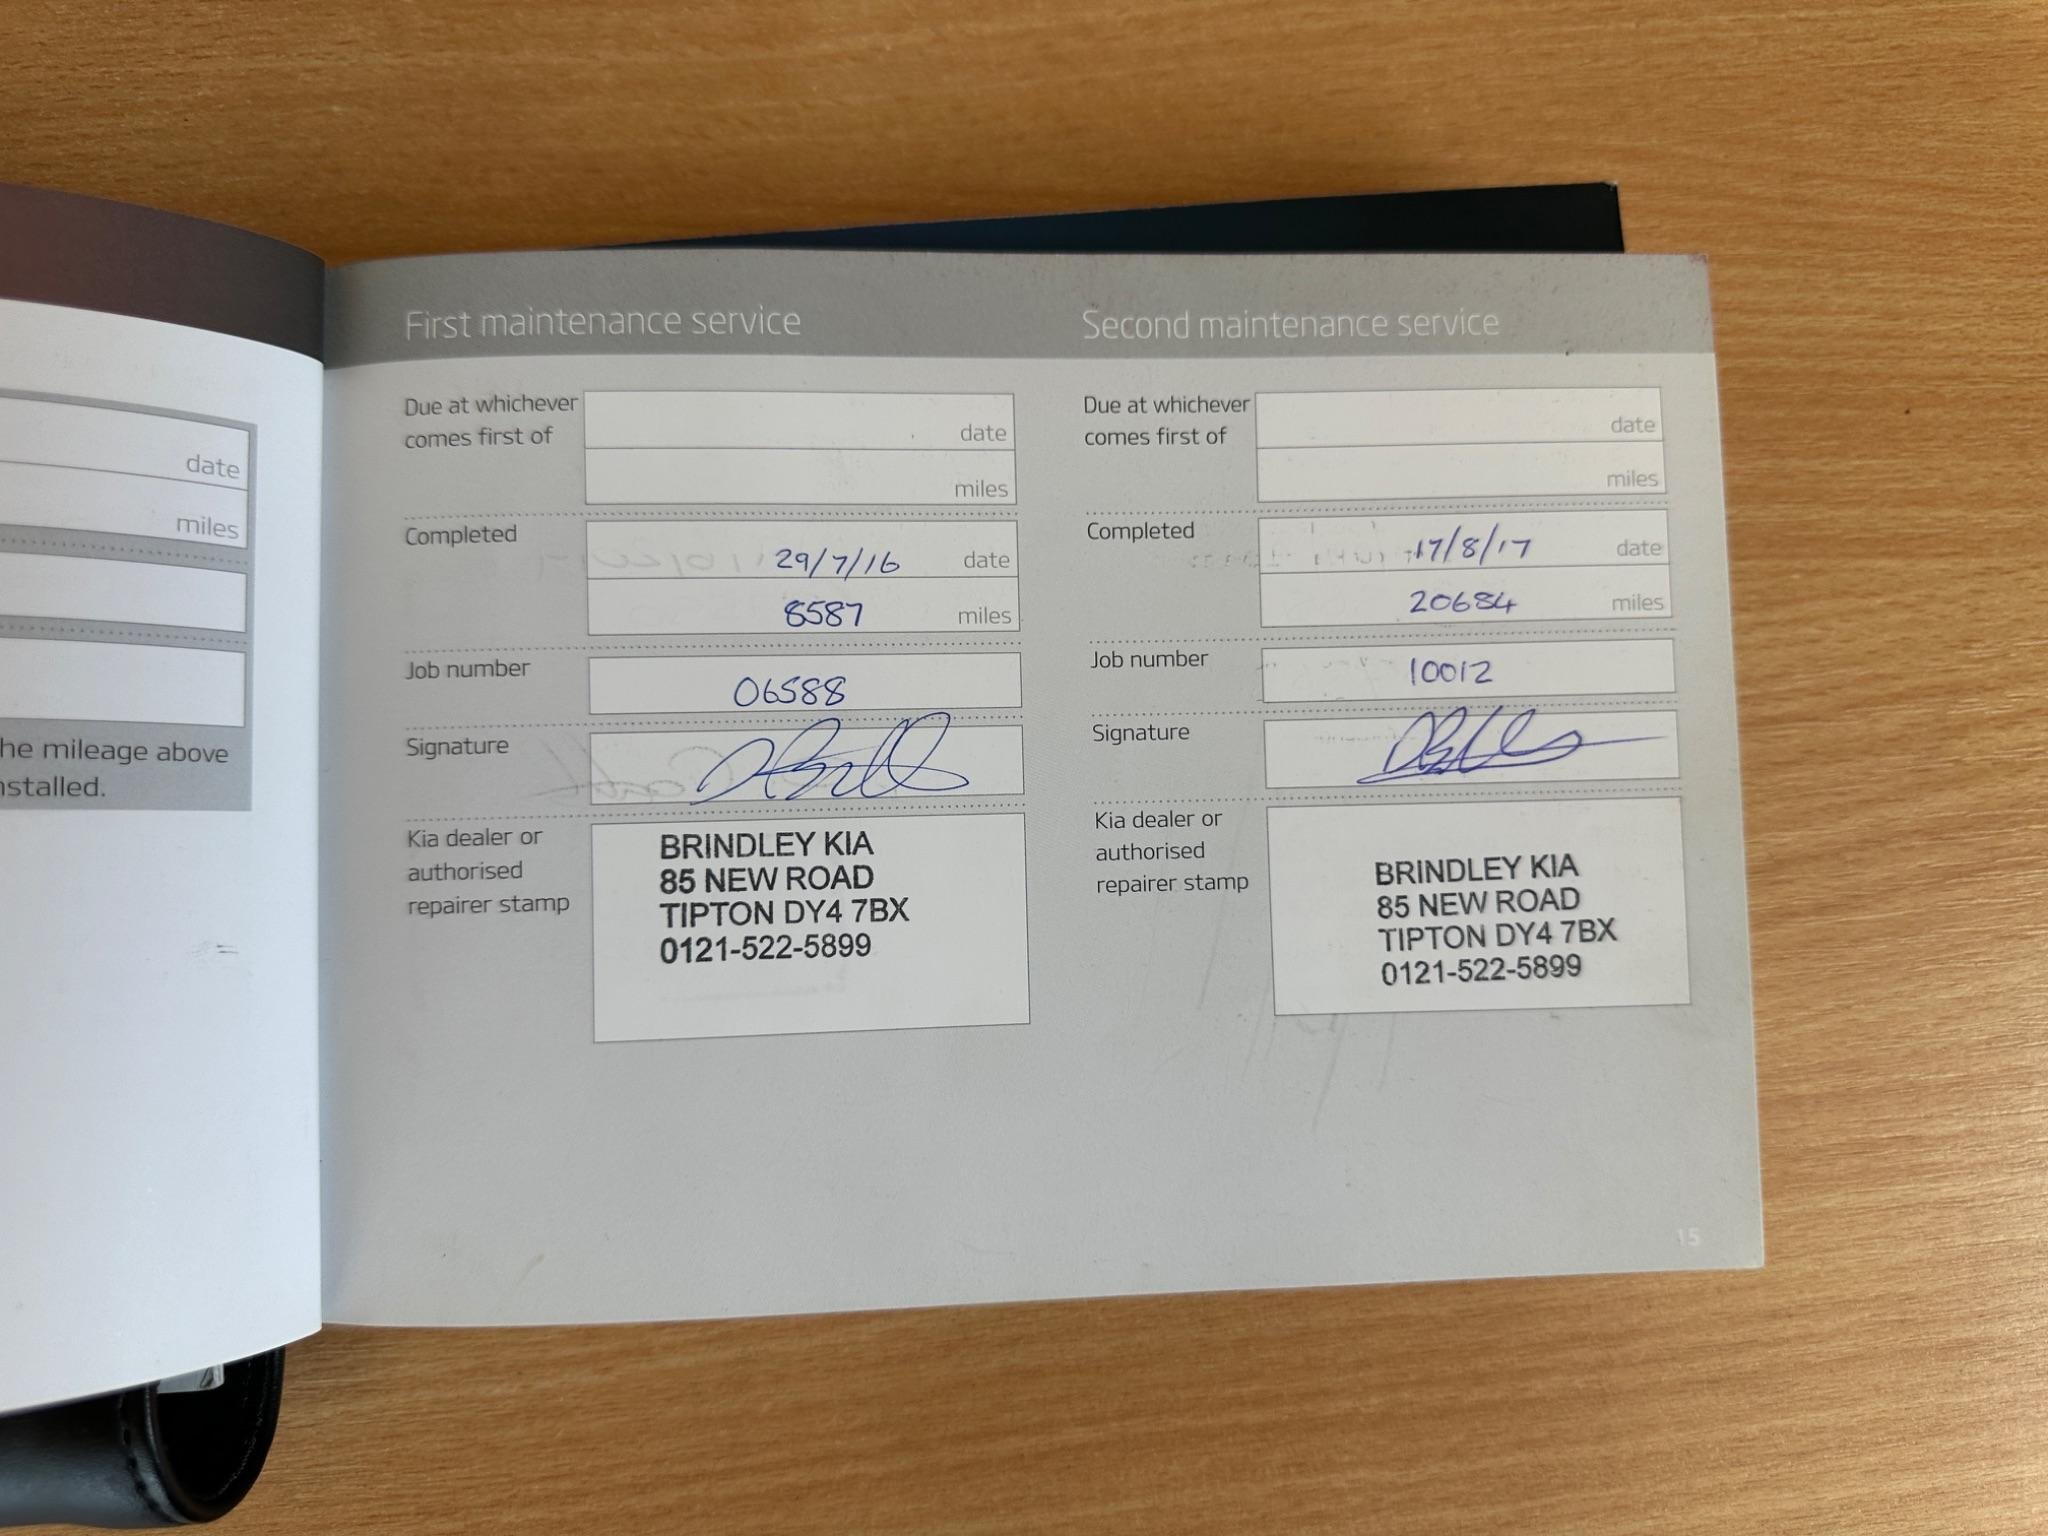 date
miles
he mileage above
nstalled.
First maintenance service
Due at whichever
comes first of
date
miles
Completed
29/7/16 date
8587 miles
Job number
06588
Signature
Kia dealer or
authorised
repairer stamp
BRINDLEY KIA
85 NEW ROAD
TIPTON DY4 7BX
0121-522-5899
Second maintenance service
Due at whichever
comes first of
date
miles
Completed
17/8/17 date
20684 miles
Job number
10012
Signature
Kia dealer or
authorised
repairer stamp
BRINDLEY KIA
85 NEW ROAD
TIPTON DY4 7BX
0121-522-5899
15